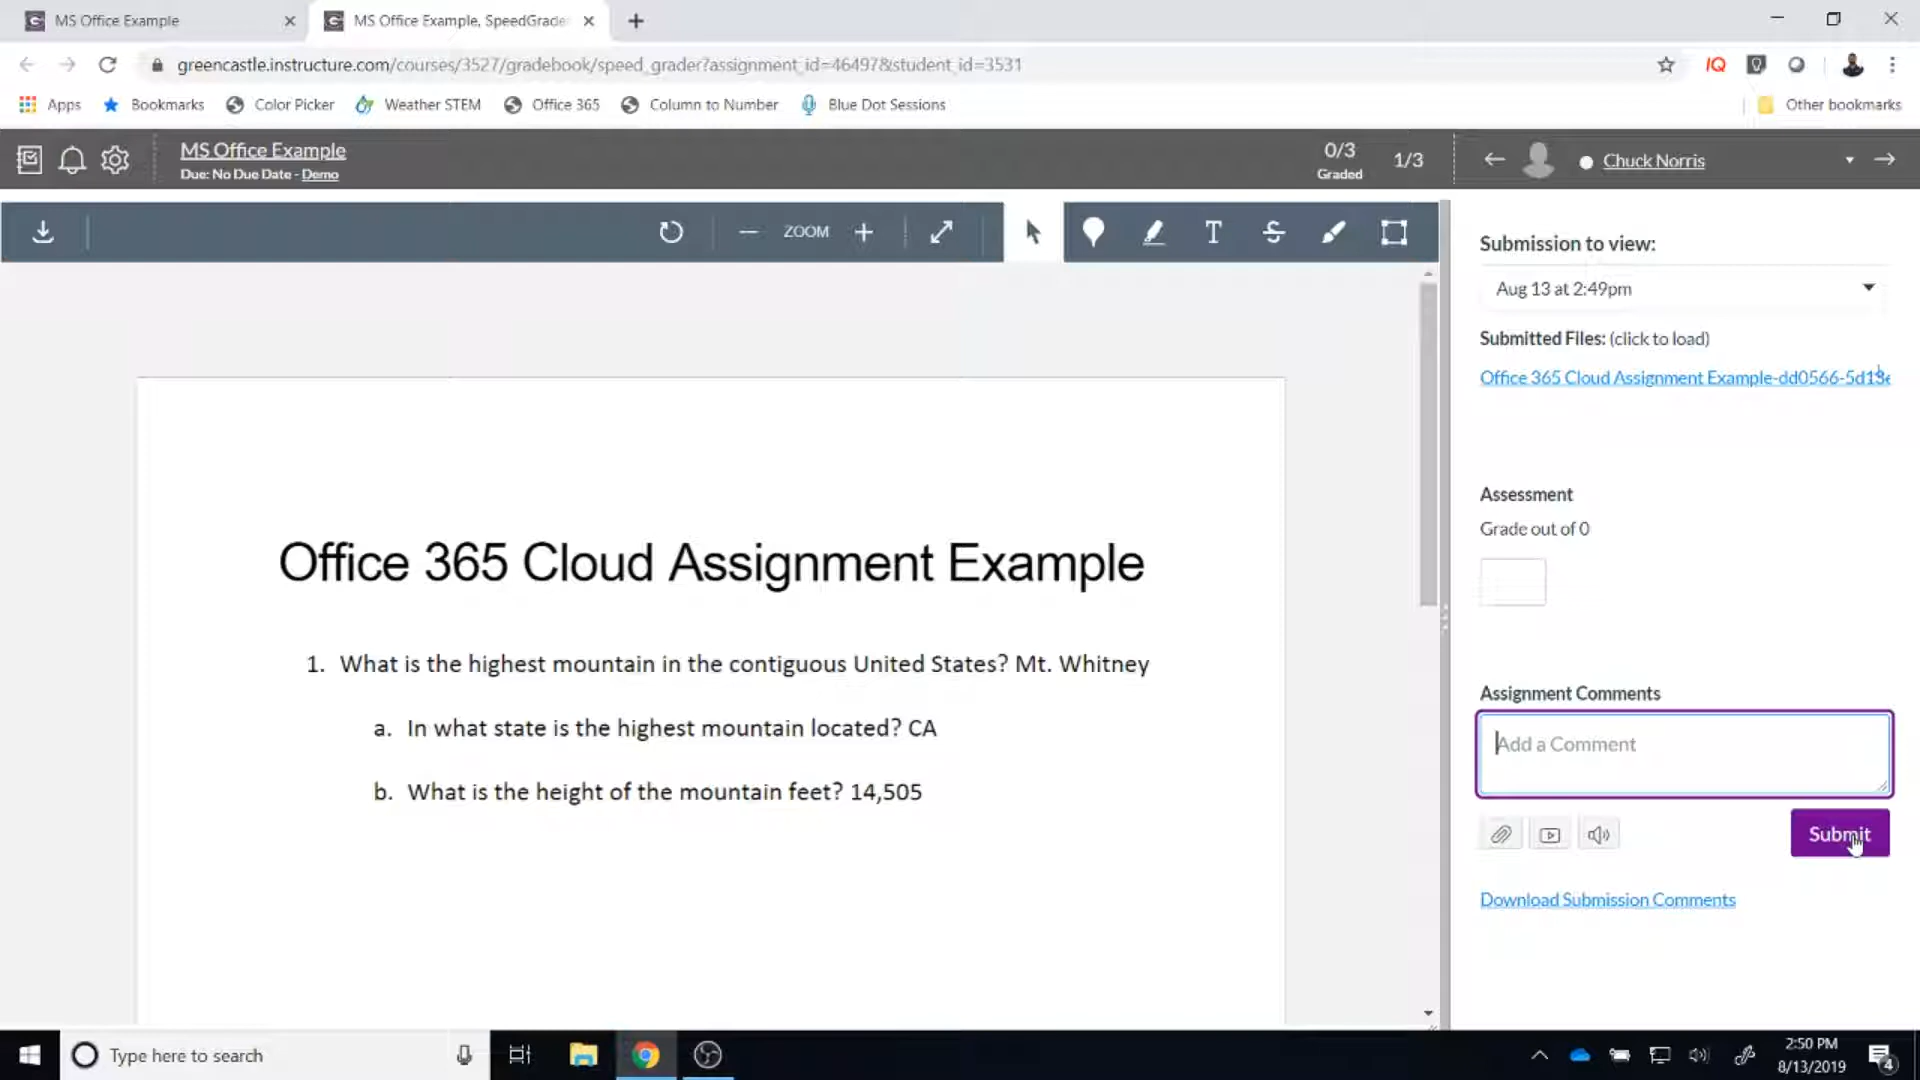 MS Office Example
MS Office Example, SpeedGrade
greencastle.instructure.com/courses/3527/gradebook/speed_grader?assignment_id=46497&student_id=3531
IQ
Apps
Bookmarks
Color Picker
Weather STEM
Office 365
Column to Number
Blue Dot Sessions
Other bookmarks
MS Office Example
Due: No Due Date - Demo
0/3
Graded
1/3
Chuck Norris
ZOOM
T
S
Office 365 Cloud Assignment Example
1. What is the highest mountain in the contiguous United States? Mt. Whitney
a. In what state is the highest mountain located? CA
b. What is the height of the mountain feet? 14,505
Submission to view:
Aug 13 at 2:49pm
Submitted Files: (click to load)
Office 365 Cloud Assignment Example-dd0566-5d13e
Assessment
Grade out of 0
Assignment Comments
Add a Comment
Submit
Download Submission Comments
Type here to search
2:50 PM
8/13/2019
4